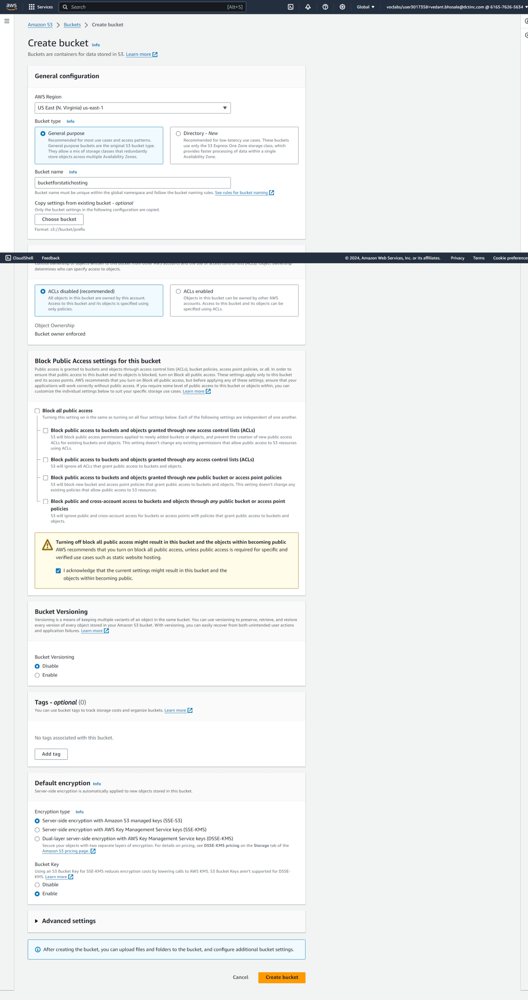 aws
Services
Search
[Alt+S]
Global
voclabs/user3017358=vedant.bhosale@dctinc.com @ 6165-7626-5634
Amazon S3 > Buckets > Create bucket
Create bucket Info
Buckets are containers for data stored in S3. Learn more
General configuration
AWS Region
US East (N. Virginia) us-east-1
Bucket type Info
General purpose
Recommended for most use cases and access patterns.
General purpose buckets are the original S3 bucket type.
They allow a mix of storage classes that redundantly
store objects across multiple Availability Zones.
Directory - New
Recommended for low-latency use cases. These buckets
use only the S3 Express One Zone storage class, which
provides faster processing of data within a single
Availability Zone.
Bucket name Info
bucketforstatichosting
Bucket name must be unique within the global namespace and follow the bucket naming rules. See rules for bucket naming
Copy settings from existing bucket - optional
Only the bucket settings in the following configuration are copied.
Choose bucket
Format: s3://bucket/prefix
CloudShell
Feedback
© 2024, Amazon Web Services, Inc. or its affiliates.
Privacy
Terms
Cookie preferences
Control ownership of objects written to this bucket from other AWS accounts and the use of access control lists (ACLs). Object ownership
determines who can specify access to objects.
ACLs disabled (recommended)
All objects in this bucket are owned by this account.
Access to this bucket and its objects is specified using
only policies.
ACLs enabled
Objects in this bucket can be owned by other AWS
accounts. Access to this bucket and its objects can be
specified using ACLs.
Object Ownership
Bucket owner enforced
Block Public Access settings for this bucket
Public access is granted to buckets and objects through access control lists (ACLs), bucket policies, access point policies, or all. In order to
ensure that public access to this bucket and its objects is blocked, turn on Block all public access. These settings apply only to this bucket
and its access points. AWS recommends that you turn on Block all public access, but before applying any of these settings, ensure that your
applications will work correctly without public access. If you require some level of public access to this bucket or objects within, you can
customize the individual settings below to suit your specific storage use cases. Learn more
Block all public access
Turning this setting on is the same as turning on all four settings below. Each of the following settings are independent of one another.
Block public access to buckets and objects granted through new access control lists (ACLs)
S3 will block public access permissions applied to newly added buckets or objects, and prevent the creation of new public access
ACLs for existing buckets and objects. This setting doesn't change any existing permissions that allow public access to S3 resources
using ACLs.
Block public access to buckets and objects granted through any access control lists (ACLs)
S3 will ignore all ACLs that grant public access to buckets and objects.
Block public access to buckets and objects granted through new public bucket or access point policies
S3 will block new bucket and access point policies that grant public access to buckets and objects. This setting doesn't change any
existing policies that allow public access to S3 resources.
Block public and cross-account access to buckets and objects through any public bucket or access point
policies
S3 will ignore public and cross-account access for buckets or access points with policies that grant public access to buckets and
objects.
Turning off block all public access might result in this bucket and the objects within becoming public
AWS recommends that you turn on block all public access, unless public access is required for specific and
verified use cases such as static website hosting.
I acknowledge that the current settings might result in this bucket and the
objects within becoming public.
Bucket Versioning
Versioning is a means of keeping multiple variants of an object in the same bucket. You can use versioning to preserve, retrieve, and restore
every version of every object stored in your Amazon S3 bucket. With versioning, you can easily recover from both unintended user actions
and application failures. Learn more
Bucket Versioning
Disable
Enable
Tags - optional (0)
You can use bucket tags to track storage costs and organize buckets. Learn more
No tags associated with this bucket.
Add tag
Default encryption Info
Server-side encryption is automatically applied to new objects stored in this bucket.
Encryption type Info
Server-side encryption with Amazon S3 managed keys (SSE-S3)
Server-side encryption with AWS Key Management Service keys (SSE-KMS)
Dual-layer server-side encryption with AWS Key Management Service keys (DSSE-KMS)
Secure your objects with two separate layers of encryption. For details on pricing, see DSSE-KMS pricing on the Storage tab of the
Amazon S3 pricing page.
Bucket Key
Using an S3 Bucket Key for SSE-KMS reduces encryption costs by lowering calls to AWS KMS. S3 Bucket Keys aren't supported for DSSE-
KMS. Learn more
Disable
Enable
Advanced settings
After creating the bucket, you can upload files and folders to the bucket, and configure additional bucket settings.
Cancel
Create bucket